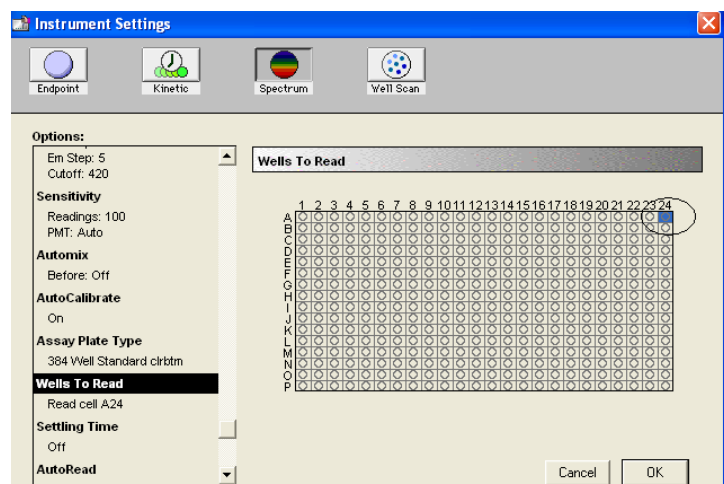 Instrument Settings
Endpoint Kinetic Spectrum Well Scan
Options:
Em Step: 5
Cutoff: 420
Sensitivity
Readings: 100
PMT: Auto
Automix
Before: Off
AutoCalibrate
On
Assay Plate Type
384 Well Standard clrbtm
Wells To Read
Read cell A24
Settling Time
Off
AutoRead
Wells To Read
1 2 3 4 5 6 7 8 9 10 11 12 13 14 15 16 17 18 19 20 21 22 23 24
A
B
C
D
E
F
G
H
I
J
K
L
M
N
O
P
Cancel OK